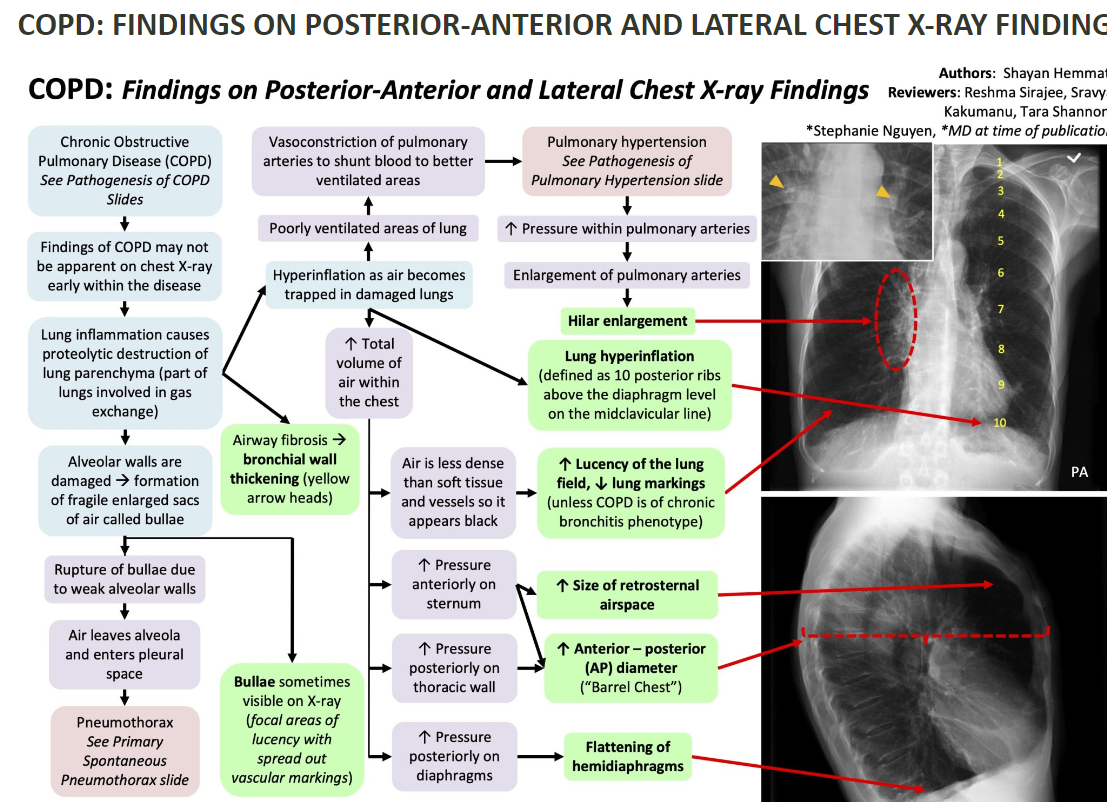 COPD: FINDINGS ON POSTERIOR-ANTERIOR AND LATERAL CHEST X-RAY FINDING
COPD: Findings on Posterior-Anterior and Lateral Chest X-ray Findings
Authors: Shayan Hemmat
Reviewers: Reshma Sirajee, Sravy
Kakumanu, Tara Shannon
*Stephanie Nguyen, *MD at time of publicatio
Chronic Obstructive
Pulmonary Disease (COPD)
See Pathogenesis of COPD
Slides
Findings of COPD may not
be apparent on chest X-ray
early within the disease
Lung inflammation causes
proteolytic destruction of
lung parenchyma (part of
lungs involved in gas
exchange)
Alveolar walls are
damaged → formation
of fragile enlarged sacs
of air called bullae
Rupture of bullae due
to weak alveolar walls
Air leaves alveola
and enters pleural
space
Pneumothorax
See Primary
Spontaneous
Pneumothorax slide
Vasoconstriction of pulmonary
arteries to shunt blood to better
ventilated areas
Poorly ventilated areas of lung
Hyperinflation as air becomes
trapped in damaged lungs
Airway fibrosis →
bronchial wall
thickening (yellow
arrow heads)
Bullae sometimes
visible on X-ray
(focal areas of
lucency with
spread out
vascular markings)
↑ Total
volume of
air within
the chest
Pulmonary hypertension
See Pathogenesis of
Pulmonary Hypertension slide
↑ Pressure within pulmonary arteries
Enlargement of pulmonary arteries
Hilar enlargement
Lung hyperinflation
(defined as 10 posterior ribs
above the diaphragm level
on the midclavicular line)
Air is less dense
than soft tissue
and vessels so it
appears black
↑ Lucency of the lung
field, ↓ lung markings
(unless COPD is of chronic
bronchitis phenotype)
↑ Pressure
anteriorly on
sternum
↑ Size of retrosternal
airspace
↑ Pressure
posteriorly on
thoracic wall
↑ Anterior – posterior
(AP) diameter
("Barrel Chest")
↑ Pressure
posteriorly on
diaphragms
Flattening of
hemidiaphragms
1
2
3
4
5
6
7
8
9
10
PA